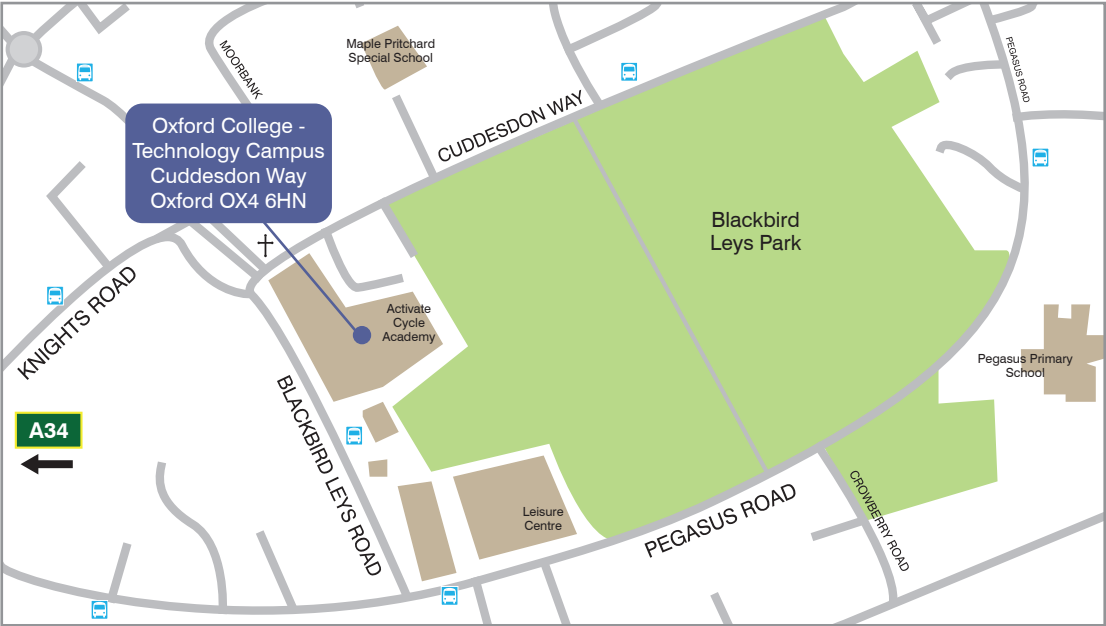 MOORBANK
Maple Pritchard
Special School
PEGASUS ROAD
CUDDESDON WAY
Oxford College -
Technology Campus
Cuddesdon Way
Oxford OX4 6HN
Blackbird
Leys Park
KNIGHTS ROAD
Activate
Cycle
Academy
Pegasus Primary
School
BLACKBIRD LEYS ROAD
A34
Leisure
Centre
PEGASUS ROAD
CROWBERRY ROAD